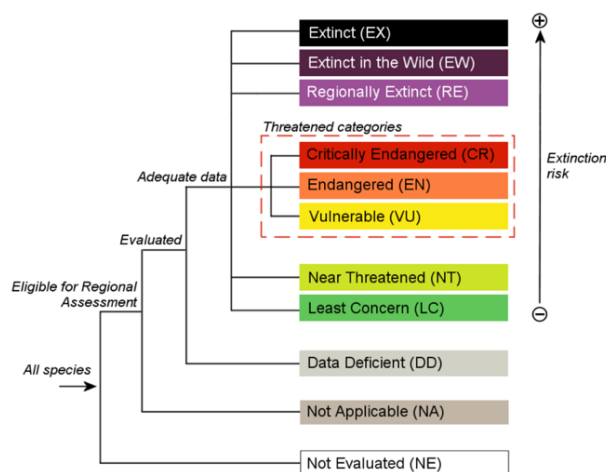 Extinct (EX)
Extinct in the Wild (EW)
Regionally Extinct (RE)
Threatened categories
Critically Endangered (CR)
Adequate data
Endangered (EN)
Extinction
risk
Vulnerable (VU)
Evaluated
Near Threatened (NT)
Eligible for Regional
Assessment
Least Concern (LC)
All species
Data Deficient (DD)
Not Applicable (NA)
Not Evaluated (NE)